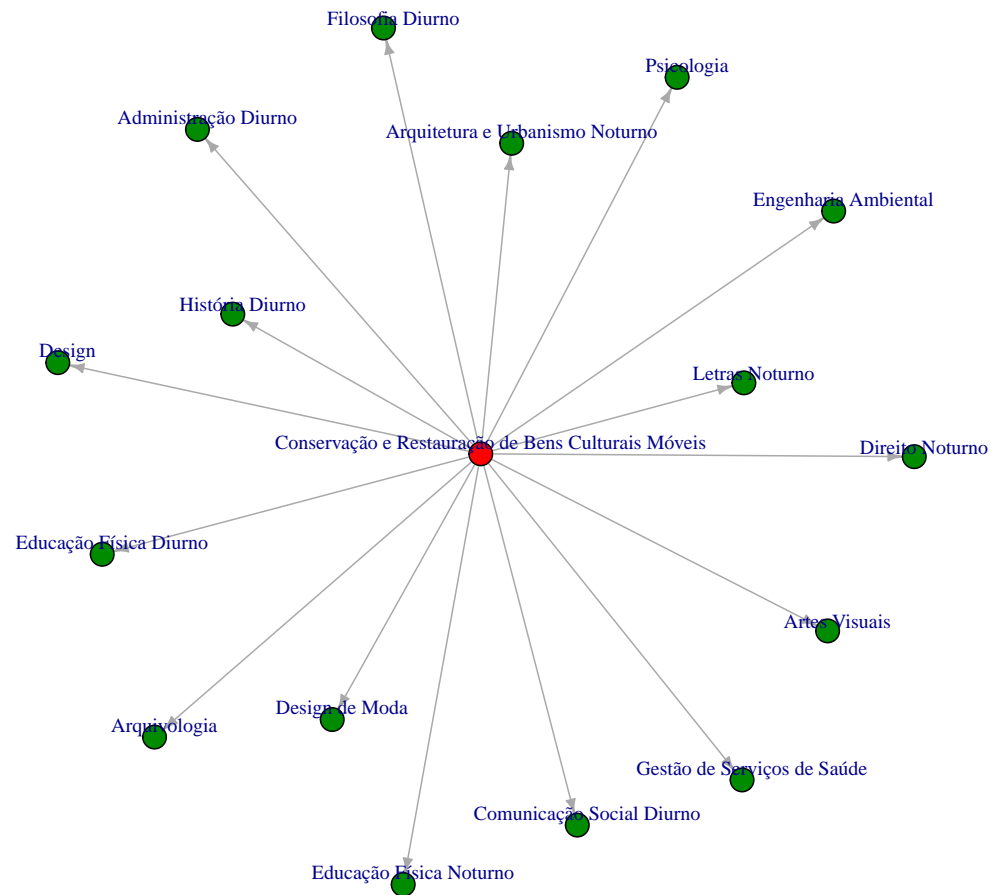 Filosofia Diurno
Psicologia
Administração Diurno
Arquitetura e Urbanismo Noturno
Engenharia Ambiental
História Diurno
Design
Letras Noturno
Conservação e Restauração de Bens Culturais Móveis
Direito Noturno
Educação Física Diurno
Artes Visuais
Design de Moda
Arquivologia
Gestão de Serviços de Saúde
Comunicação Social Diurno
Educação Física Noturno